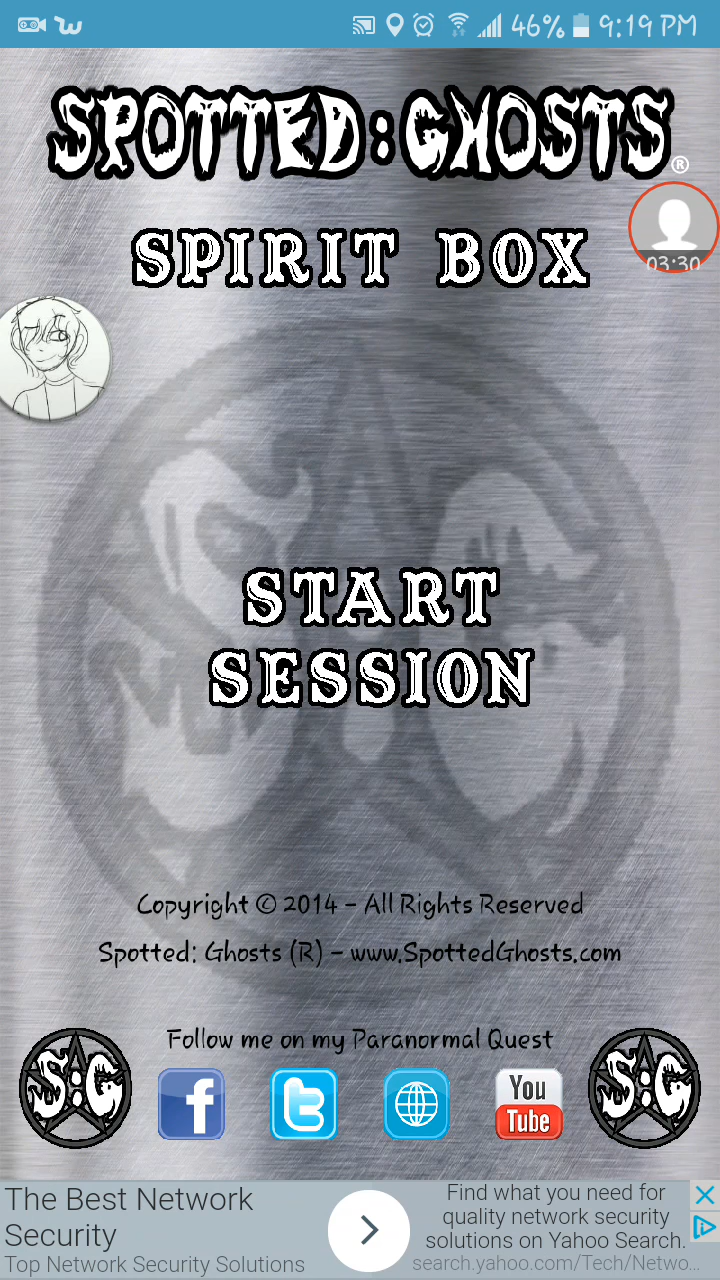 46% 9:19 PM
SPOTTED:GHOSTS®
SPIRIT BOX
03:30
START
SESSION
Copyright © 2014 - All Rights Reserved
Spotted: Ghosts (R) - www.SpottedGhosts.com
Follow me on my Paranormal Quest
S:G
f
t
You
Tube
S:G
The Best Network
Security
Top Network Security Solutions
Find what you need for
quality network security
solutions on Yahoo Search.
search.yahoo.com/Tech/Netwo...